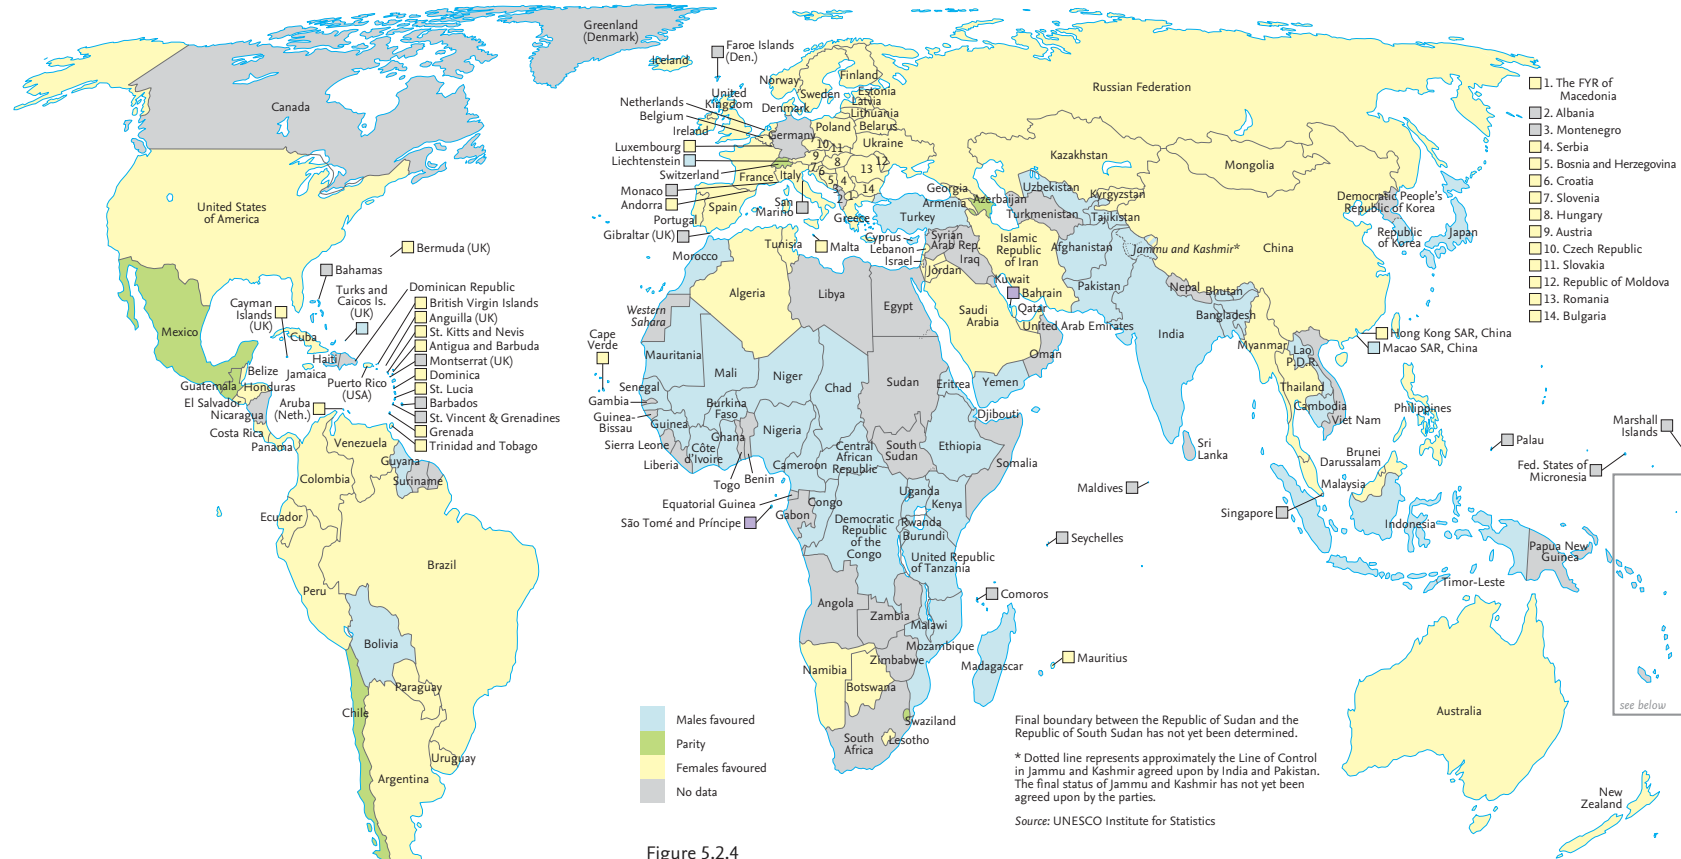 Greenland
(Denmark)
Canada
United States
of America
Mexico
Bermuda (UK)
Bahamas
Turks and
Caicos Is.
(UK)
Dominican Republic
Cayman
Islands
(UK)
Cuba
Haiti
Belize
Jamaica
Guatemala
Honduras
El Salvador
Nicaragua
Costa Rica
Panama
Aruba
(Neth.)
Puerto Rico
(USA)
British Virgin Islands
Anguilla (UK)
St. Kitts and Nevis
Antigua and Barbuda
Montserrat (UK)
Dominica
St. Lucia
Barbados
St. Vincent & Grenadines
Grenada
Trinidad and Tobago
Venezuela
Guyana
Suriname
Colombia
Ecuador
Peru
Brazil
Bolivia
Paraguay
Chile
Uruguay
Argentina
Iceland
Faroe Islands
(Den.)
Norway
Sweden
Finland
Estonia
Latvia
Lithuania
Belarus
Denmark
United
Kingdom
Netherlands
Belgium
Ireland
Luxembourg
Liechtenstein
Switzerland
Monaco
Andorra
Portugal
Gibraltar (UK)
Germany
Poland
Ukraine
France
Italy
Spain
San
Marino
Greece
Malta
10
11
9
8
12
7
6
13
5
4
3
14
2
1
Russian Federation
Kazakhstan
Mongolia
Georgia
Armenia
Azerbaijan
Turkey
Uzbekistan
Turkmenistan
Kyrgyzstan
Tajikistan
Cyprus
Lebanon
Israel
Syrian
Arab Rep.
Iraq
Jordan
Islamic
Republic
of Iran
Afghanistan
Jammu and Kashmir*
China
Democratic People's
Republic of Korea
Republic
of Korea
Japan
Kuwait
Bahrain
Qatar
United Arab Emirates
Saudi
Arabia
Oman
Yemen
Pakistan
India
Nepal
Bhutan
Bangladesh
Myanmar
Lao
P.D.R.
Thailand
Cambodia
Viet Nam
Hong Kong SAR, China
Macao SAR, China
Philippines
Sri
Lanka
Maldives
Brunei
Darussalam
Malaysia
Singapore
Indonesia
Timor-Leste
Papua New
Guinea
Palau
Fed. States of
Micronesia
Marshall
Islands
Australia
New
Zealand
see below
Morocco
Tunisia
Algeria
Libya
Egypt
Western
Sahara
Cape
Verde
Mauritania
Mali
Niger
Chad
Sudan
Eritrea
Djibouti
Senegal
Gambia
Guinea-
Bissau
Guinea
Sierra Leone
Liberia
Burkina
Faso
Côte
d'Ivoire
Ghana
Togo
Benin
Nigeria
Cameroon
Central
African
Republic
South
Sudan
Ethiopia
Somalia
Equatorial Guinea
São Tomé and Príncipe
Gabon
Congo
Democratic
Republic
of the
Congo
Uganda
Kenya
Rwanda
Burundi
United Republic
of Tanzania
Seychelles
Comoros
Angola
Zambia
Malawi
Mozambique
Zimbabwe
Madagascar
Mauritius
Namibia
Botswana
Swaziland
Lesotho
South
Africa
1. The FYR of
Macedonia
2. Albania
3. Montenegro
4. Serbia
5. Bosnia and Herzegovina
6. Croatia
7. Slovenia
8. Hungary
9. Austria
10. Czech Republic
11. Slovakia
12. Republic of Moldova
13. Romania
14. Bulgaria
Males favoured
Parity
Females favoured
No data
Final boundary between the Republic of Sudan and the
Republic of South Sudan has not yet been determined.
* Dotted line represents approximately the Line of Control
in Jammu and Kashmir agreed upon by India and Pakistan.
The final status of Jammu and Kashmir has not yet been
agreed upon by the parties.
Source: UNESCO Institute for Statistics
Figure 5.2.4